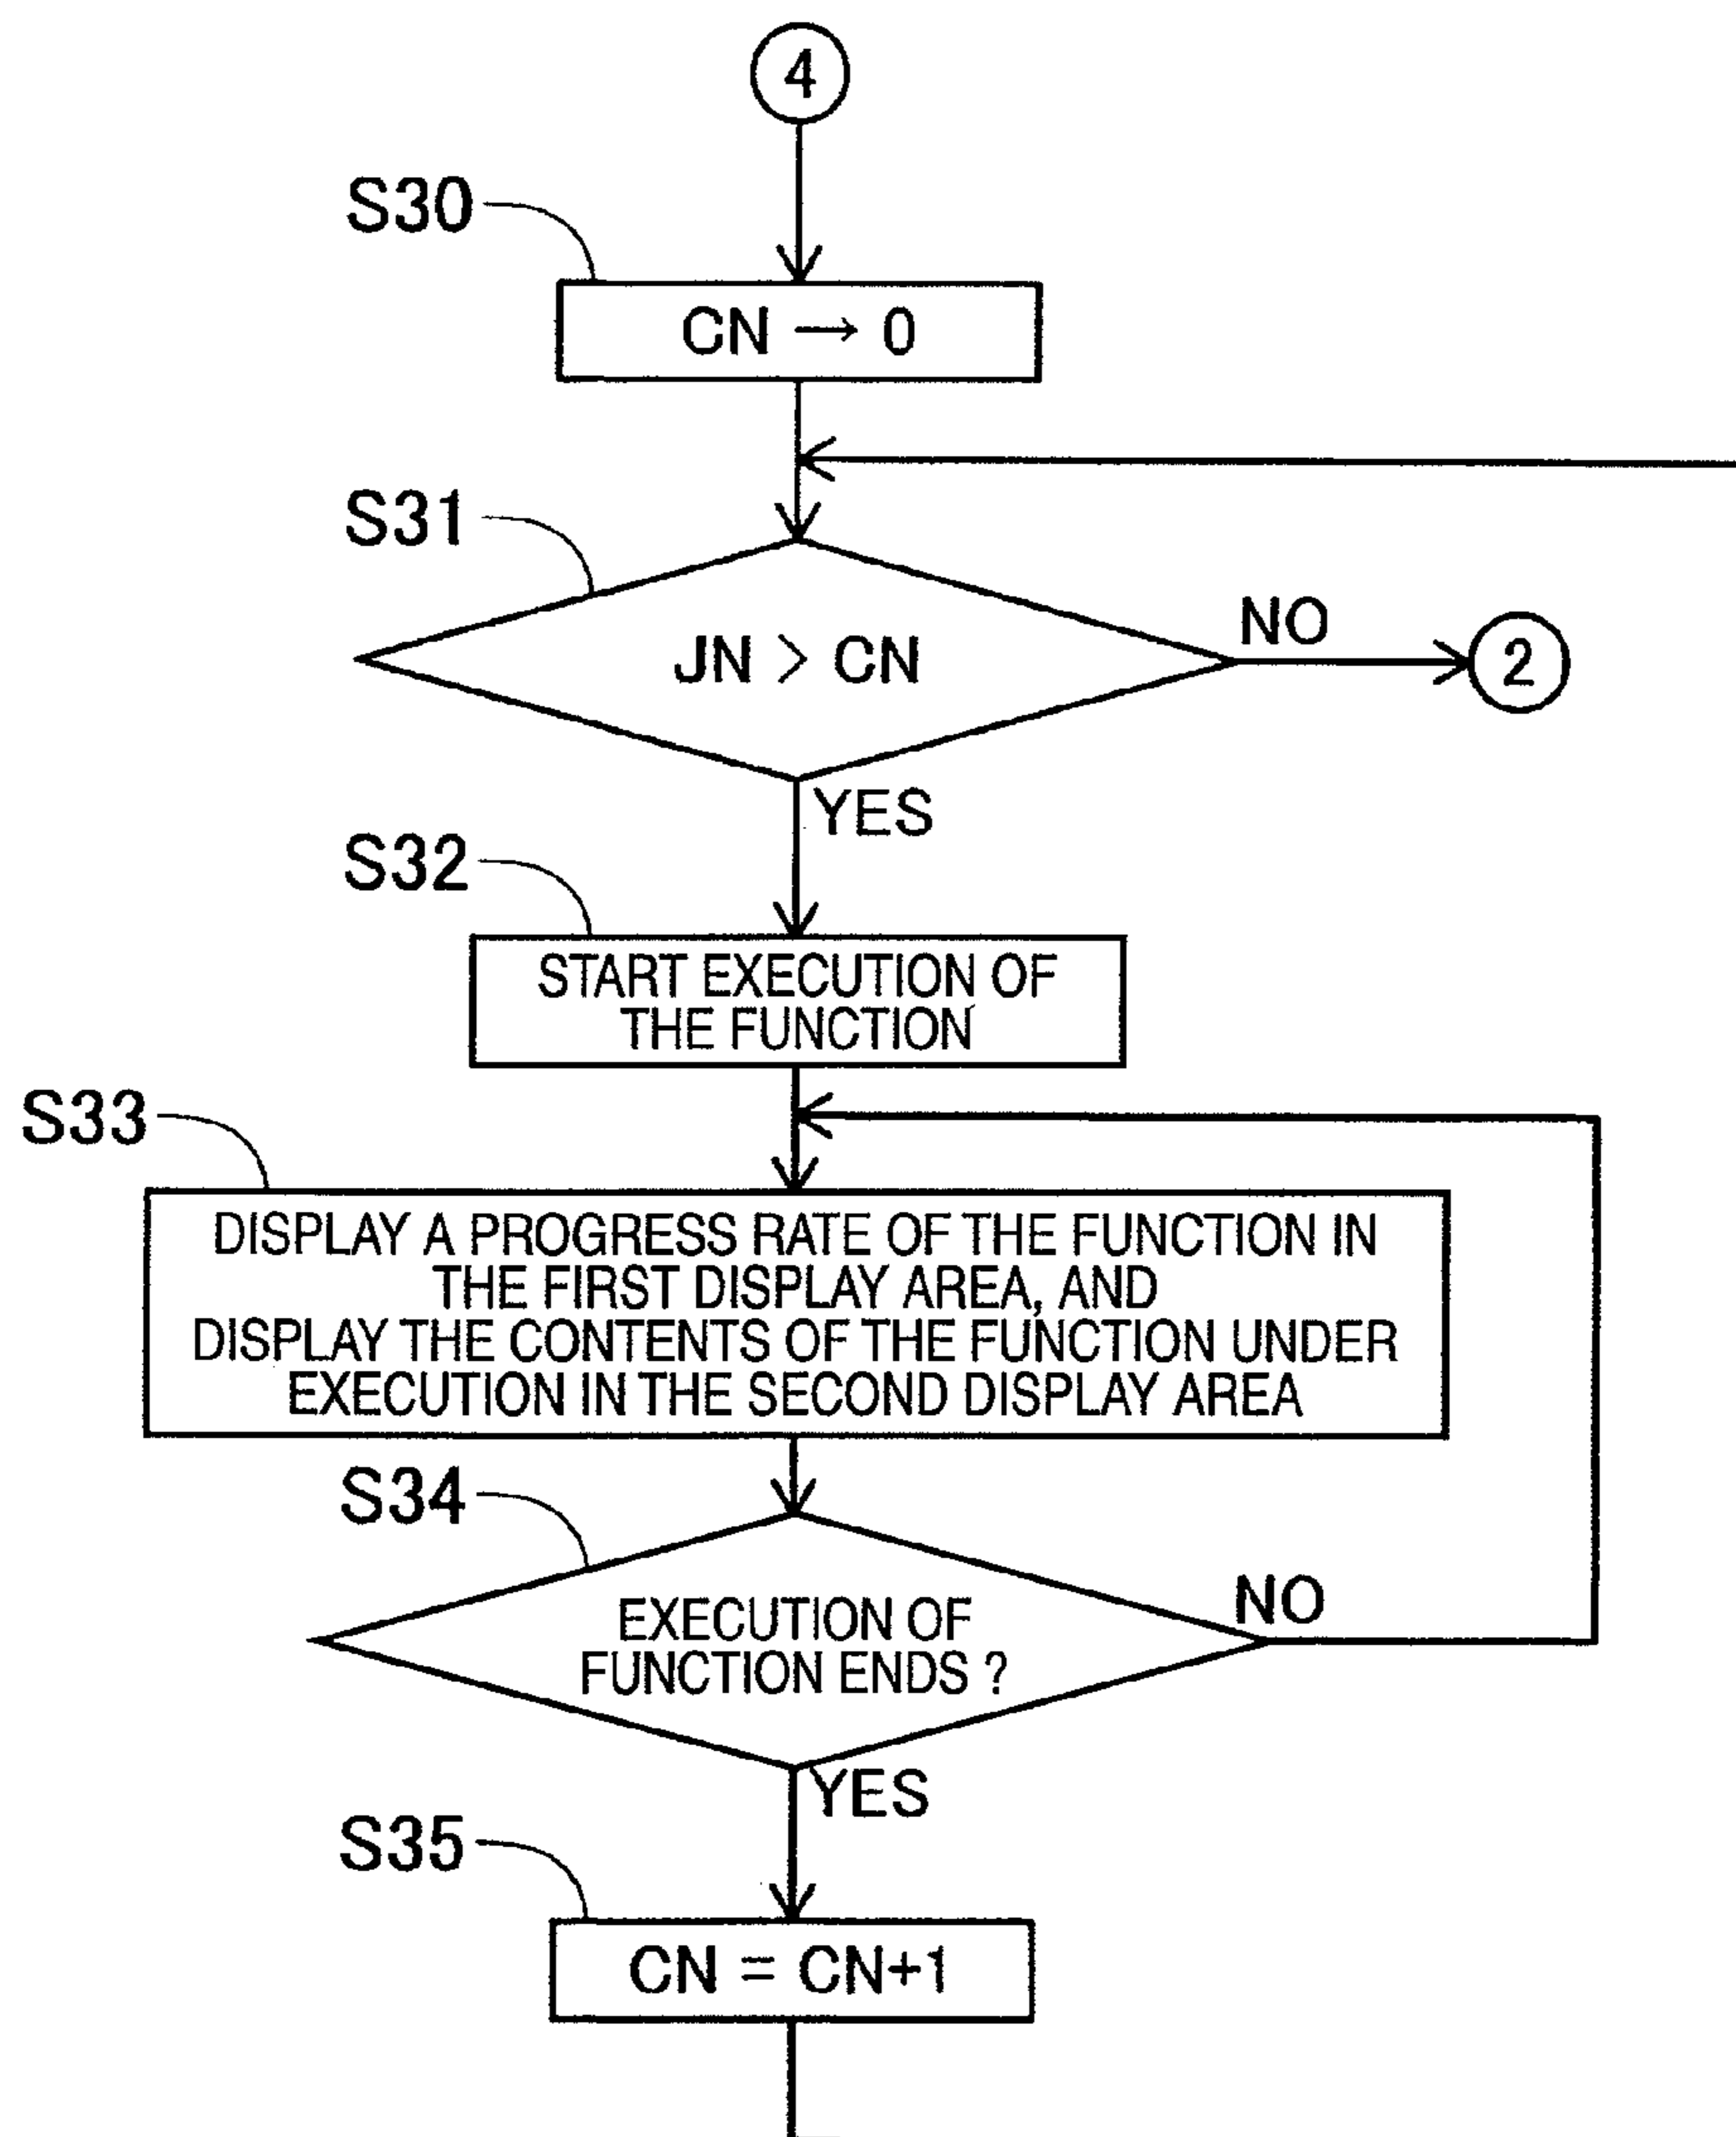 4
S30
CN → 0
S31
JN > CN
NO
2
YES
S32
START EXECUTION OF
THE FUNCTION
S33
DISPLAY A PROGRESS RATE OF THE FUNCTION IN
THE FIRST DISPLAY AREA, AND
DISPLAY THE CONTENTS OF THE FUNCTION UNDER
EXECUTION IN THE SECOND DISPLAY AREA
S34
EXECUTION OF
FUNCTION ENDS ?
NO
YES
S35
CN = CN+1